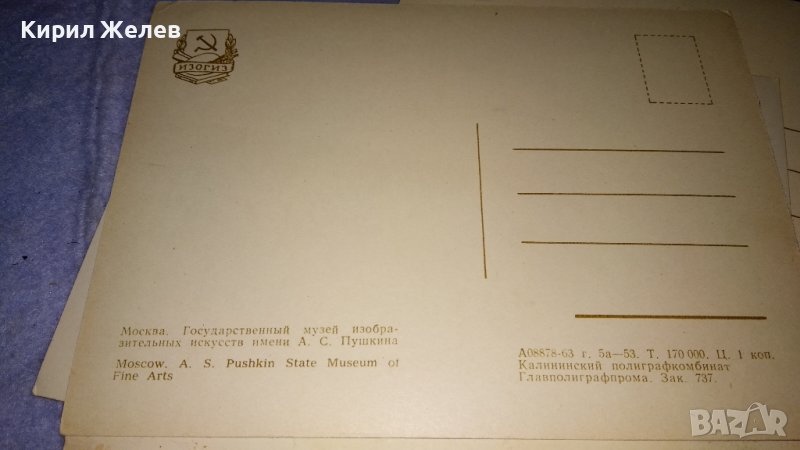 Кирил Желев
ИЗОГИЗ
Москва. Государственный музей изобра-
зительных искусств имени А. С. Пушкина
Moscow. A. S. Pushkin State Museum of
Fine Arts
А08878-63 г. 5а—53. Т. 170 000. Ц. 1 коп.
Калининский полиграфкомбинат
Главполиграфпрома. Зак. 737.
BAZAR